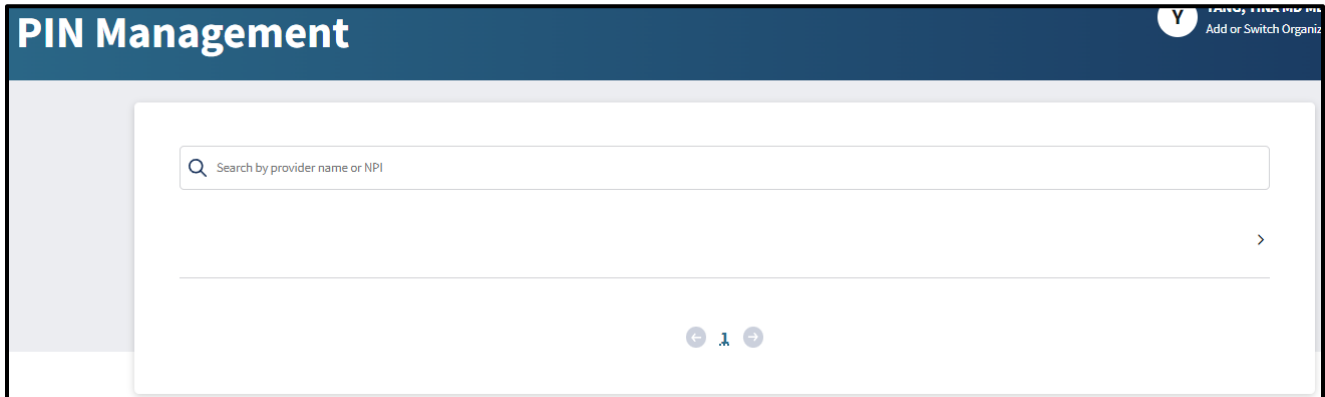 PIN Management
Y
Add or Switch Organiz
Search by provider name or NPI
1